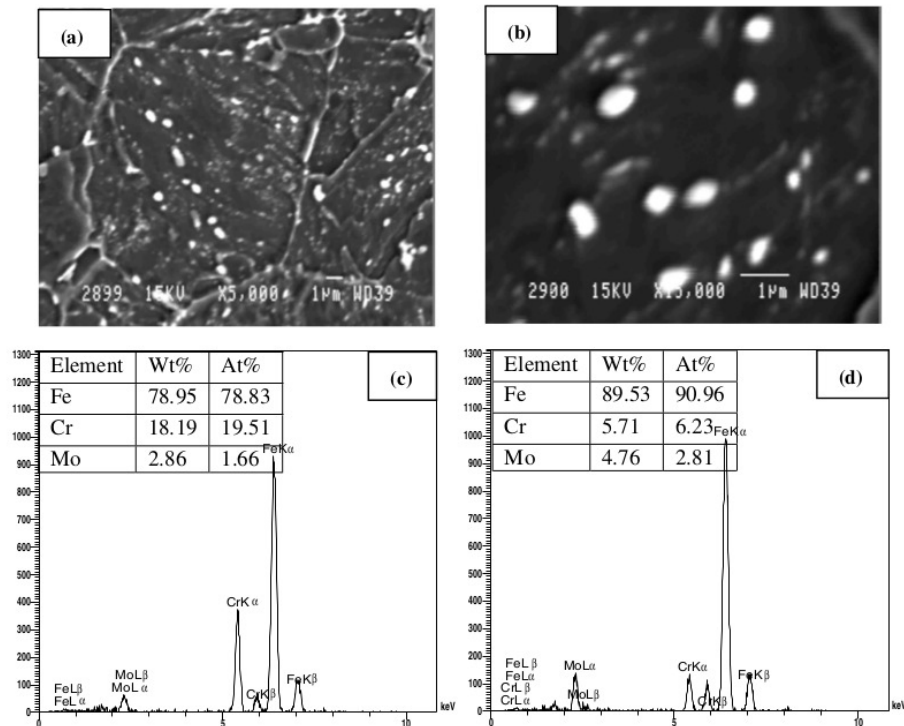 (a)
2899 15KV X5,000 1µm WD39
(b)
2900 15KV X15,000 1µm WD39
(c)
Element Wt% At%
Fe 78.95 78.83
Cr 18.19 19.51
Mo 2.86 1.66
1300
1200
1100
1000
900
800
700
600
500
400
300
200
100
0
FeKα
CrKα
MoLβ
MoLα
FeLβ
FeLα
CrKβ
FeKβ
5 10 keV
(d)
Element Wt% At%
Fe 89.53 90.96
Cr 5.71 6.23
Mo 4.76 2.81
1300
1200
1100
1000
900
800
700
600
500
400
300
200
100
0
FeKα
FeLβ
FeLα
CrLβ
CrLα
MoLα
MoLβ
CrKα
CrKβ
FeKβ
5 10 keV